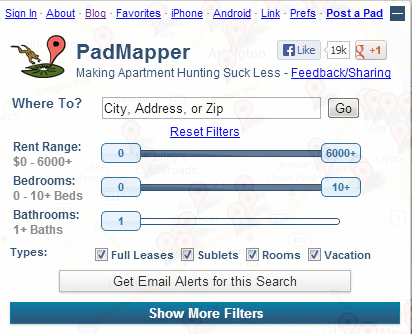 Sign In · About · Blog · Favorites · iPhone · Android · Link · Prefs · Post a Pad
PadMapper
Like 19k +1
Making Apartment Hunting Suck Less - Feedback/Sharing
Where To? City, Address, or Zip Go
Reset Filters
Rent Range: 0 6000+
$0 - 6000+
Bedrooms: 0 10+
0 - 10+ Beds
Bathrooms: 1
1+ Baths
Types: Full Leases Sublets Rooms Vacation
Get Email Alerts for this Search
Show More Filters